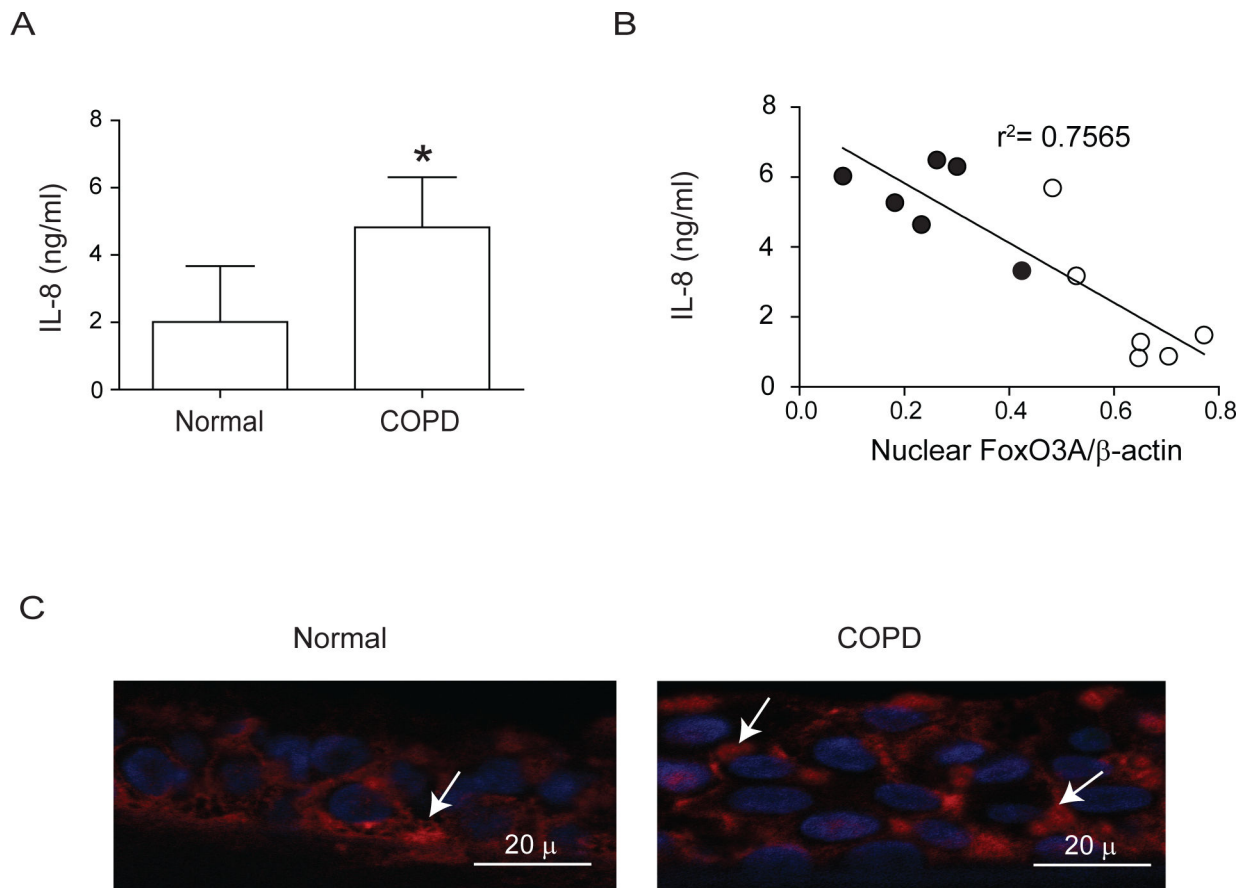 A
8
6
4
2
0
IL-8 (ng/ml)
*
Normal
COPD
B
8
6
4
2
0
IL-8 (ng/ml)
r²= 0.7565
0.0
0.2
0.4
0.6
0.8
Nuclear FoxO3A/β-actin
C
Normal
COPD
20 μ
20 μ